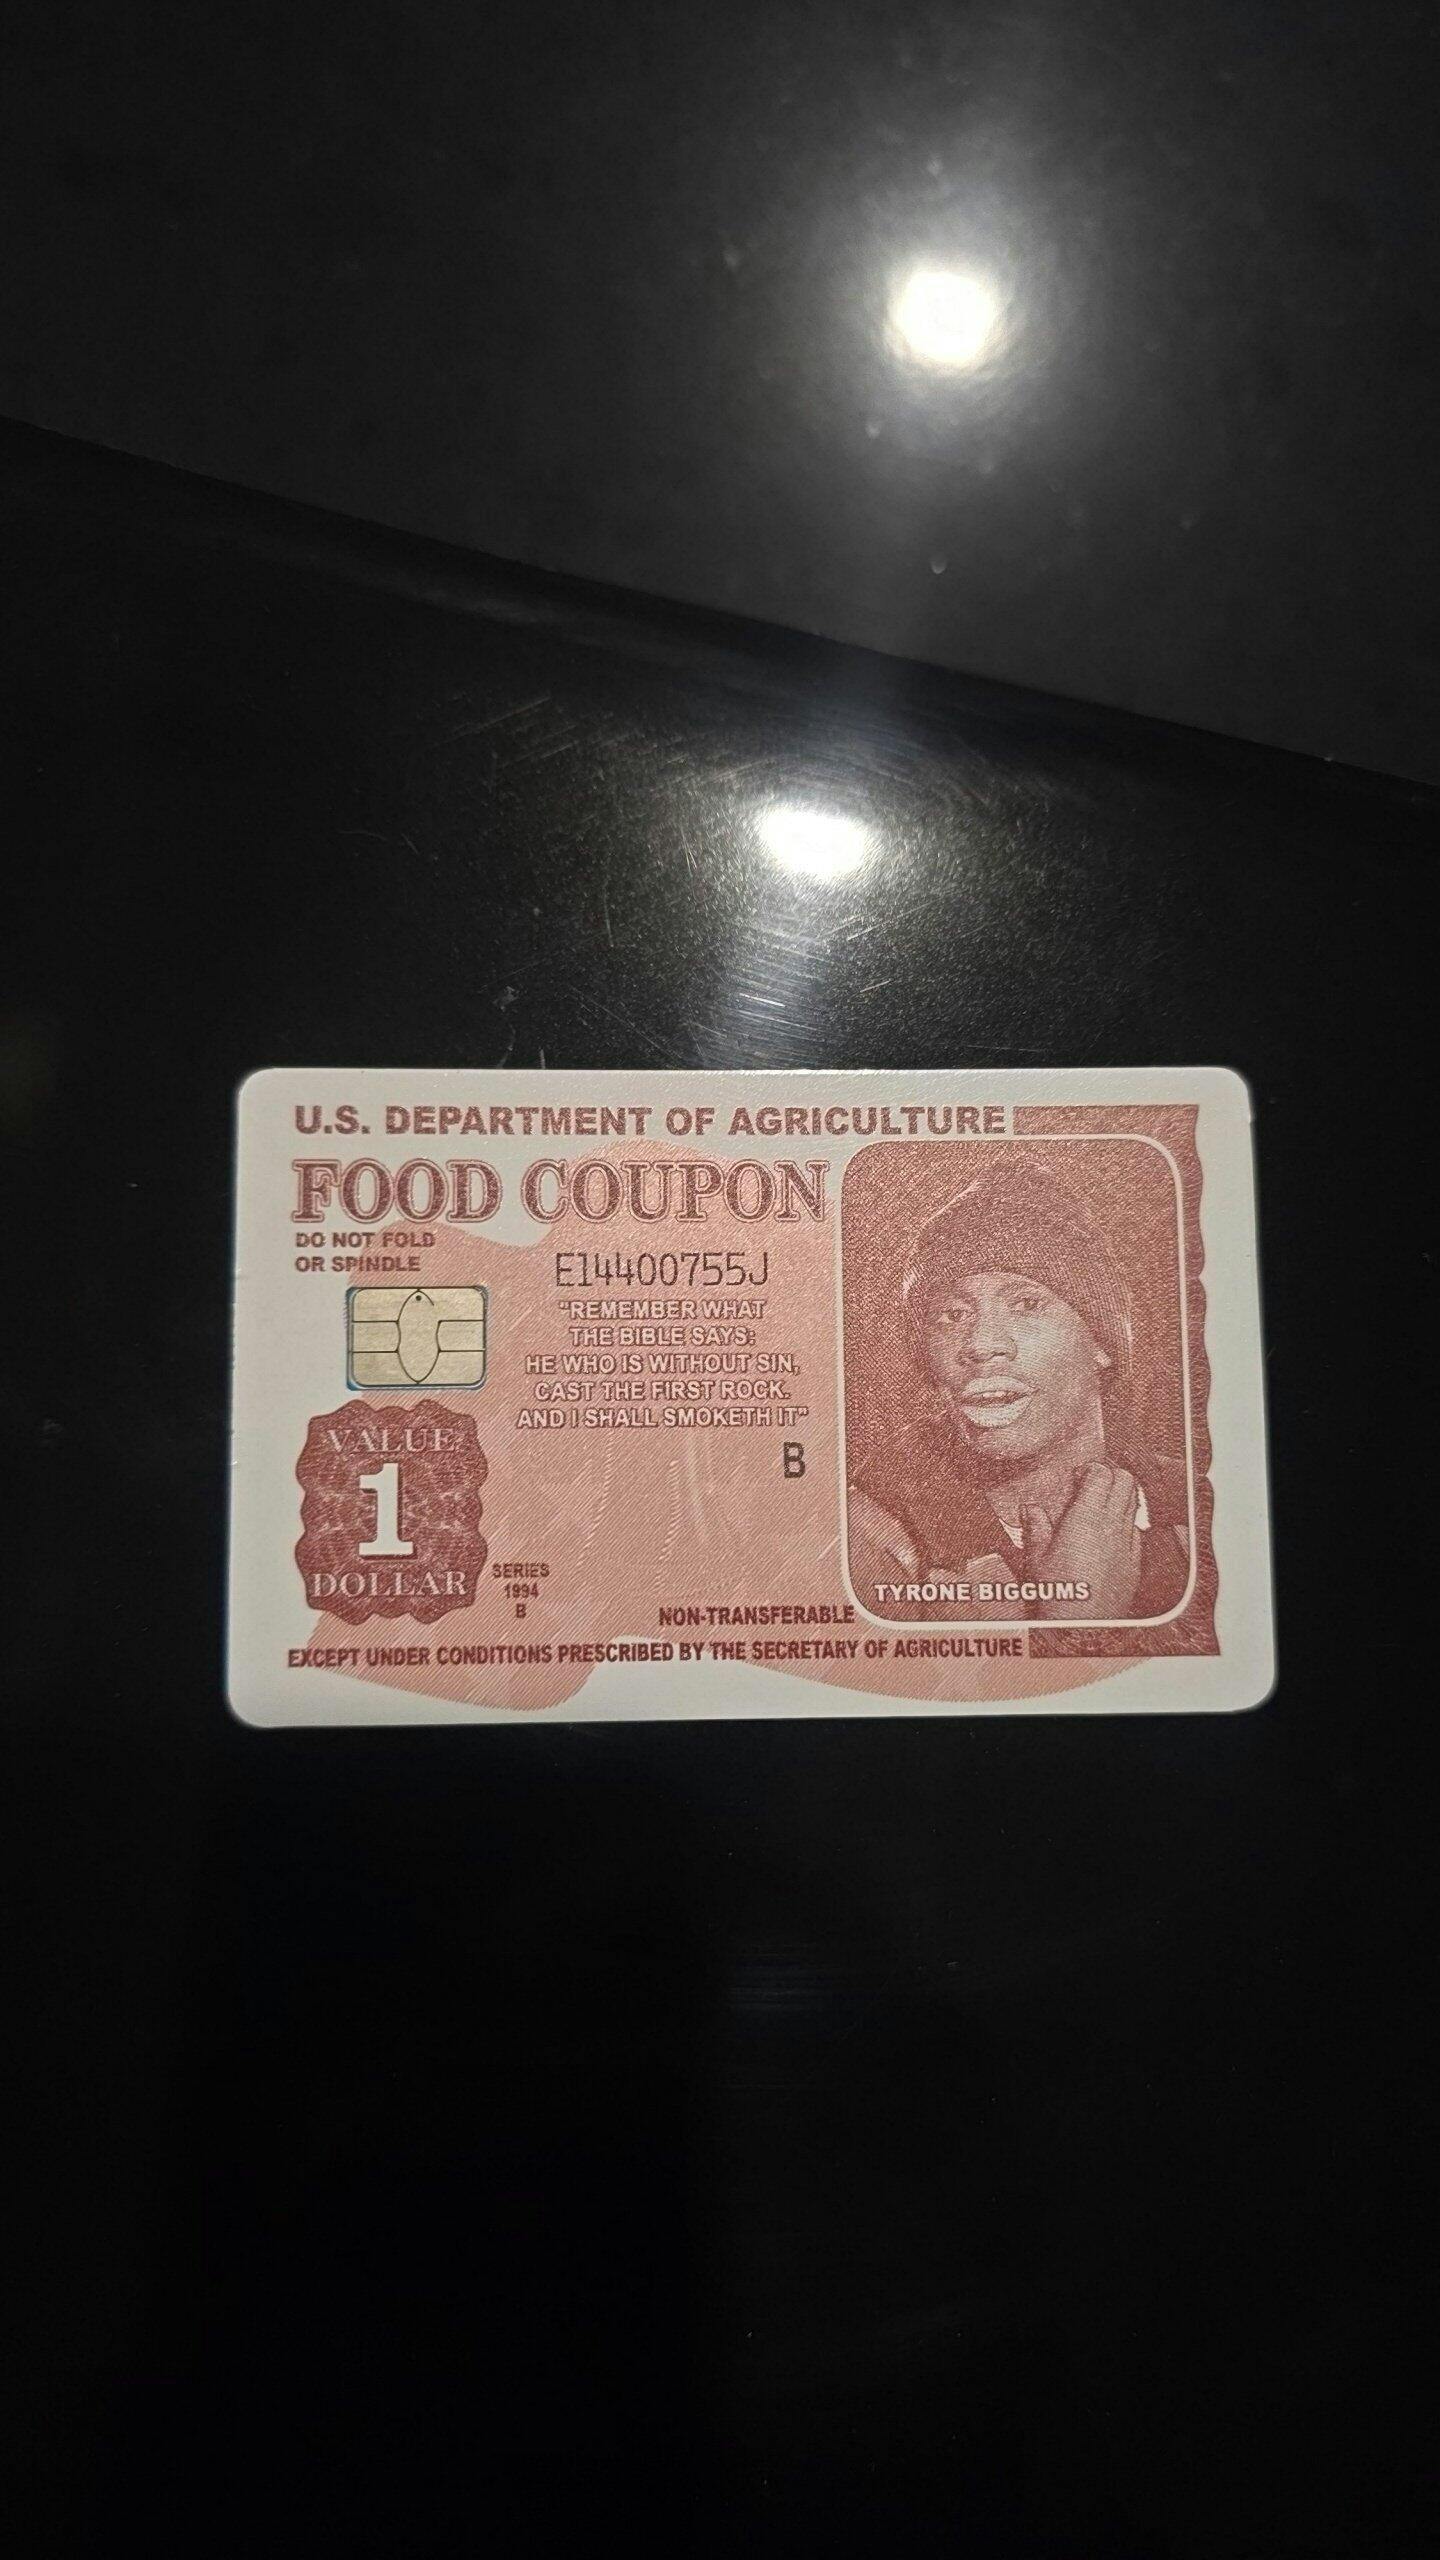 U.S. DEPARTMENT OF AGRICULTURE
FOOD COUPON
DO NOT FOLD
OR SPINDLE
E14400755J
"REMEMBER WHAT
THE BIBLE SAYS:
HE WHO IS WITHOUT SIN,
CAST THE FIRST ROCK.
AND I SHALL SMOKETH IT"
B
VALUE
1
DOLLAR
SERIES
1994
B
TYRONE BIGGUMS
NON-TRANSFERABLE
EXCEPT UNDER CONDITIONS PRESCRIBED BY THE SECRETARY OF AGRICULTURE